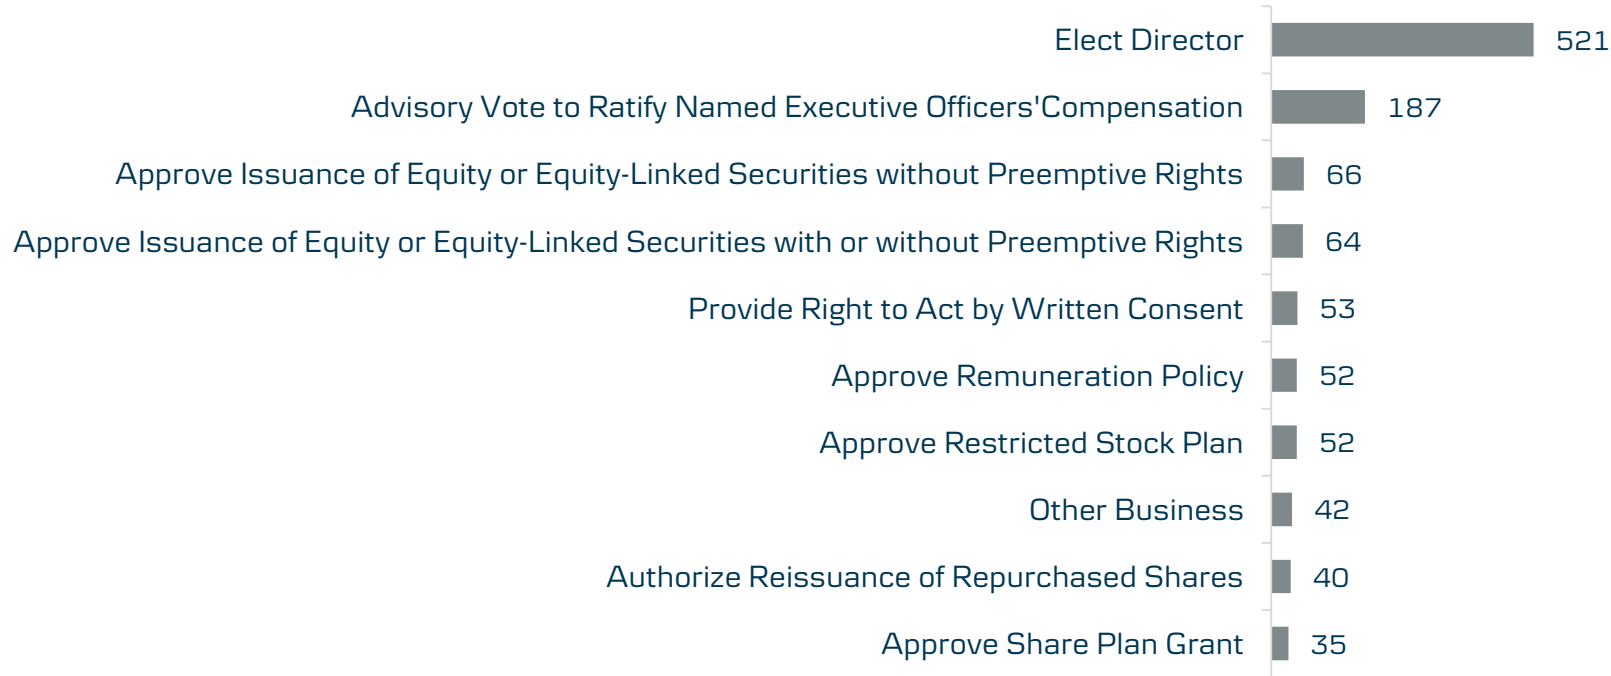 Elect Director 521
Advisory Vote to Ratify Named Executive Officers'Compensation 187
Approve Issuance of Equity or Equity-Linked Securities without Preemptive Rights 66
Approve Issuance of Equity or Equity-Linked Securities with or without Preemptive Rights 64
Provide Right to Act by Written Consent 53
Approve Remuneration Policy 52
Approve Restricted Stock Plan 52
Other Business 42
Authorize Reissuance of Repurchased Shares 40
Approve Share Plan Grant 35